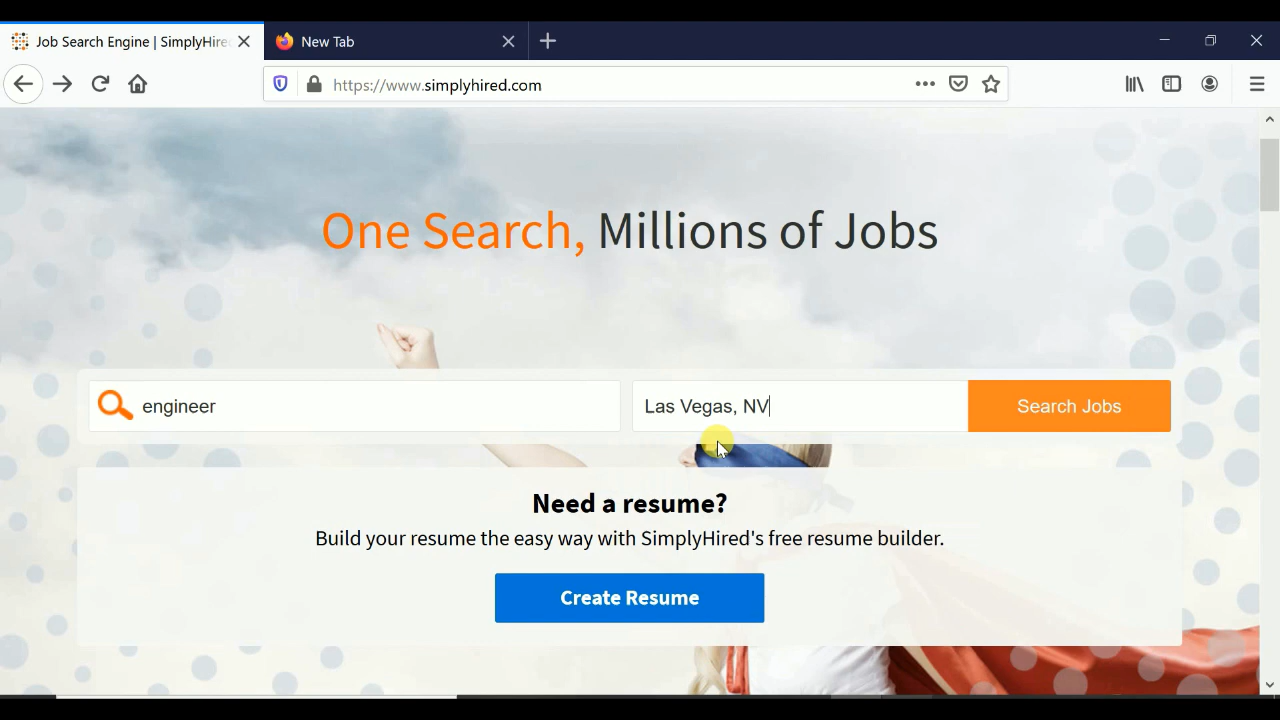 Job Search Engine | SimplyHire
New Tab
https://www.simplyhired.com
One Search, Millions of Jobs
engineer
Las Vegas, NV
Search Jobs
Need a resume?
Build your resume the easy way with SimplyHired's free resume builder.
Create Resume